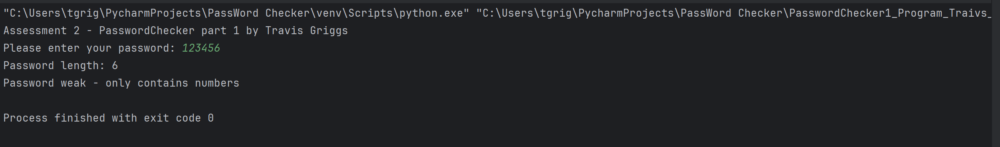 "C:\Users\tgrig\PycharmProjects\PassWord Checker\venv\Scripts\python.exe" "C:\Users\tgrig\PycharmProjects\PassWord Checker\PasswordChecker1_Program_Traivs_
Assessment 2 - PasswordChecker part 1 by Travis Griggs
Please enter your password: 123456
Password length: 6
Password weak - only contains numbers
Process finished with exit code 0